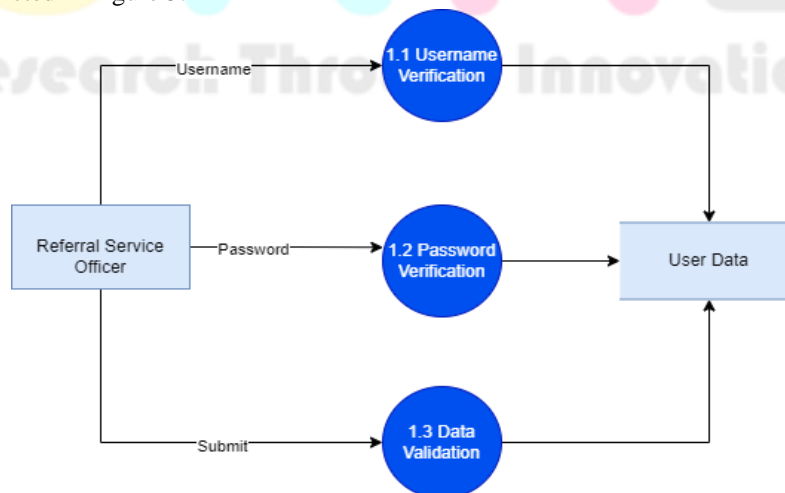 Username
1.1 Username
Verification
Referral Service
Officer
Password
1.2 Password
Verification
User Data
Submit
1.3 Data
Validation